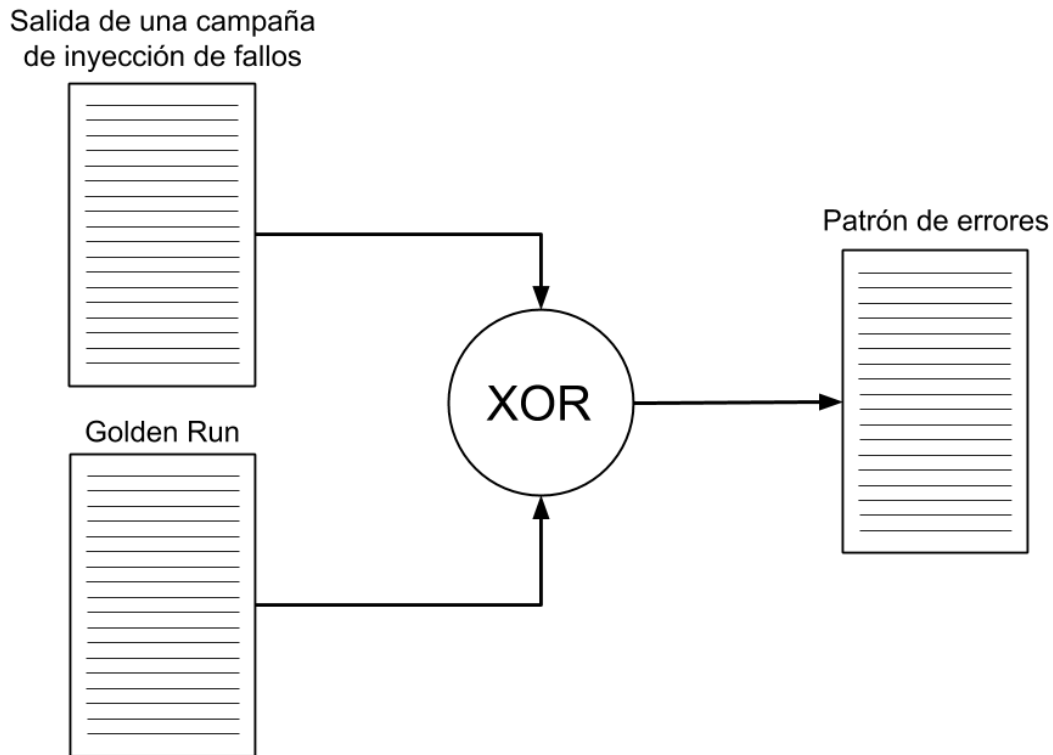 Salida de una campaña
de inyección de fallos
Patrón de errores
XOR
Golden Run